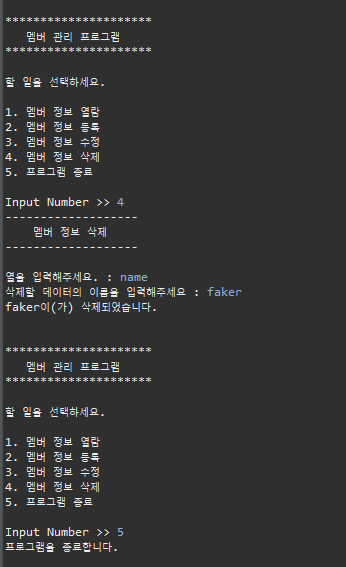 *********************
멤버 관리 프로그램
*********************
할 일을 선택하세요.
1. 멤버 정보 열람
2. 멤버 정보 등록
3. 멤버 정보 수정
4. 멤버 정보 삭제
5. 프로그램 종료
Input Number >> 4
-------------------
멤버 정보 삭제
-------------------
열을 입력해주세요. : name
삭제할 데이터의 이름을 입력해주세요 : faker
faker이(가) 삭제되었습니다.
*********************
멤버 관리 프로그램
*********************
할 일을 선택하세요.
1. 멤버 정보 열람
2. 멤버 정보 등록
3. 멤버 정보 수정
4. 멤버 정보 삭제
5. 프로그램 종료
Input Number >> 5
프로그램을 종료합니다.